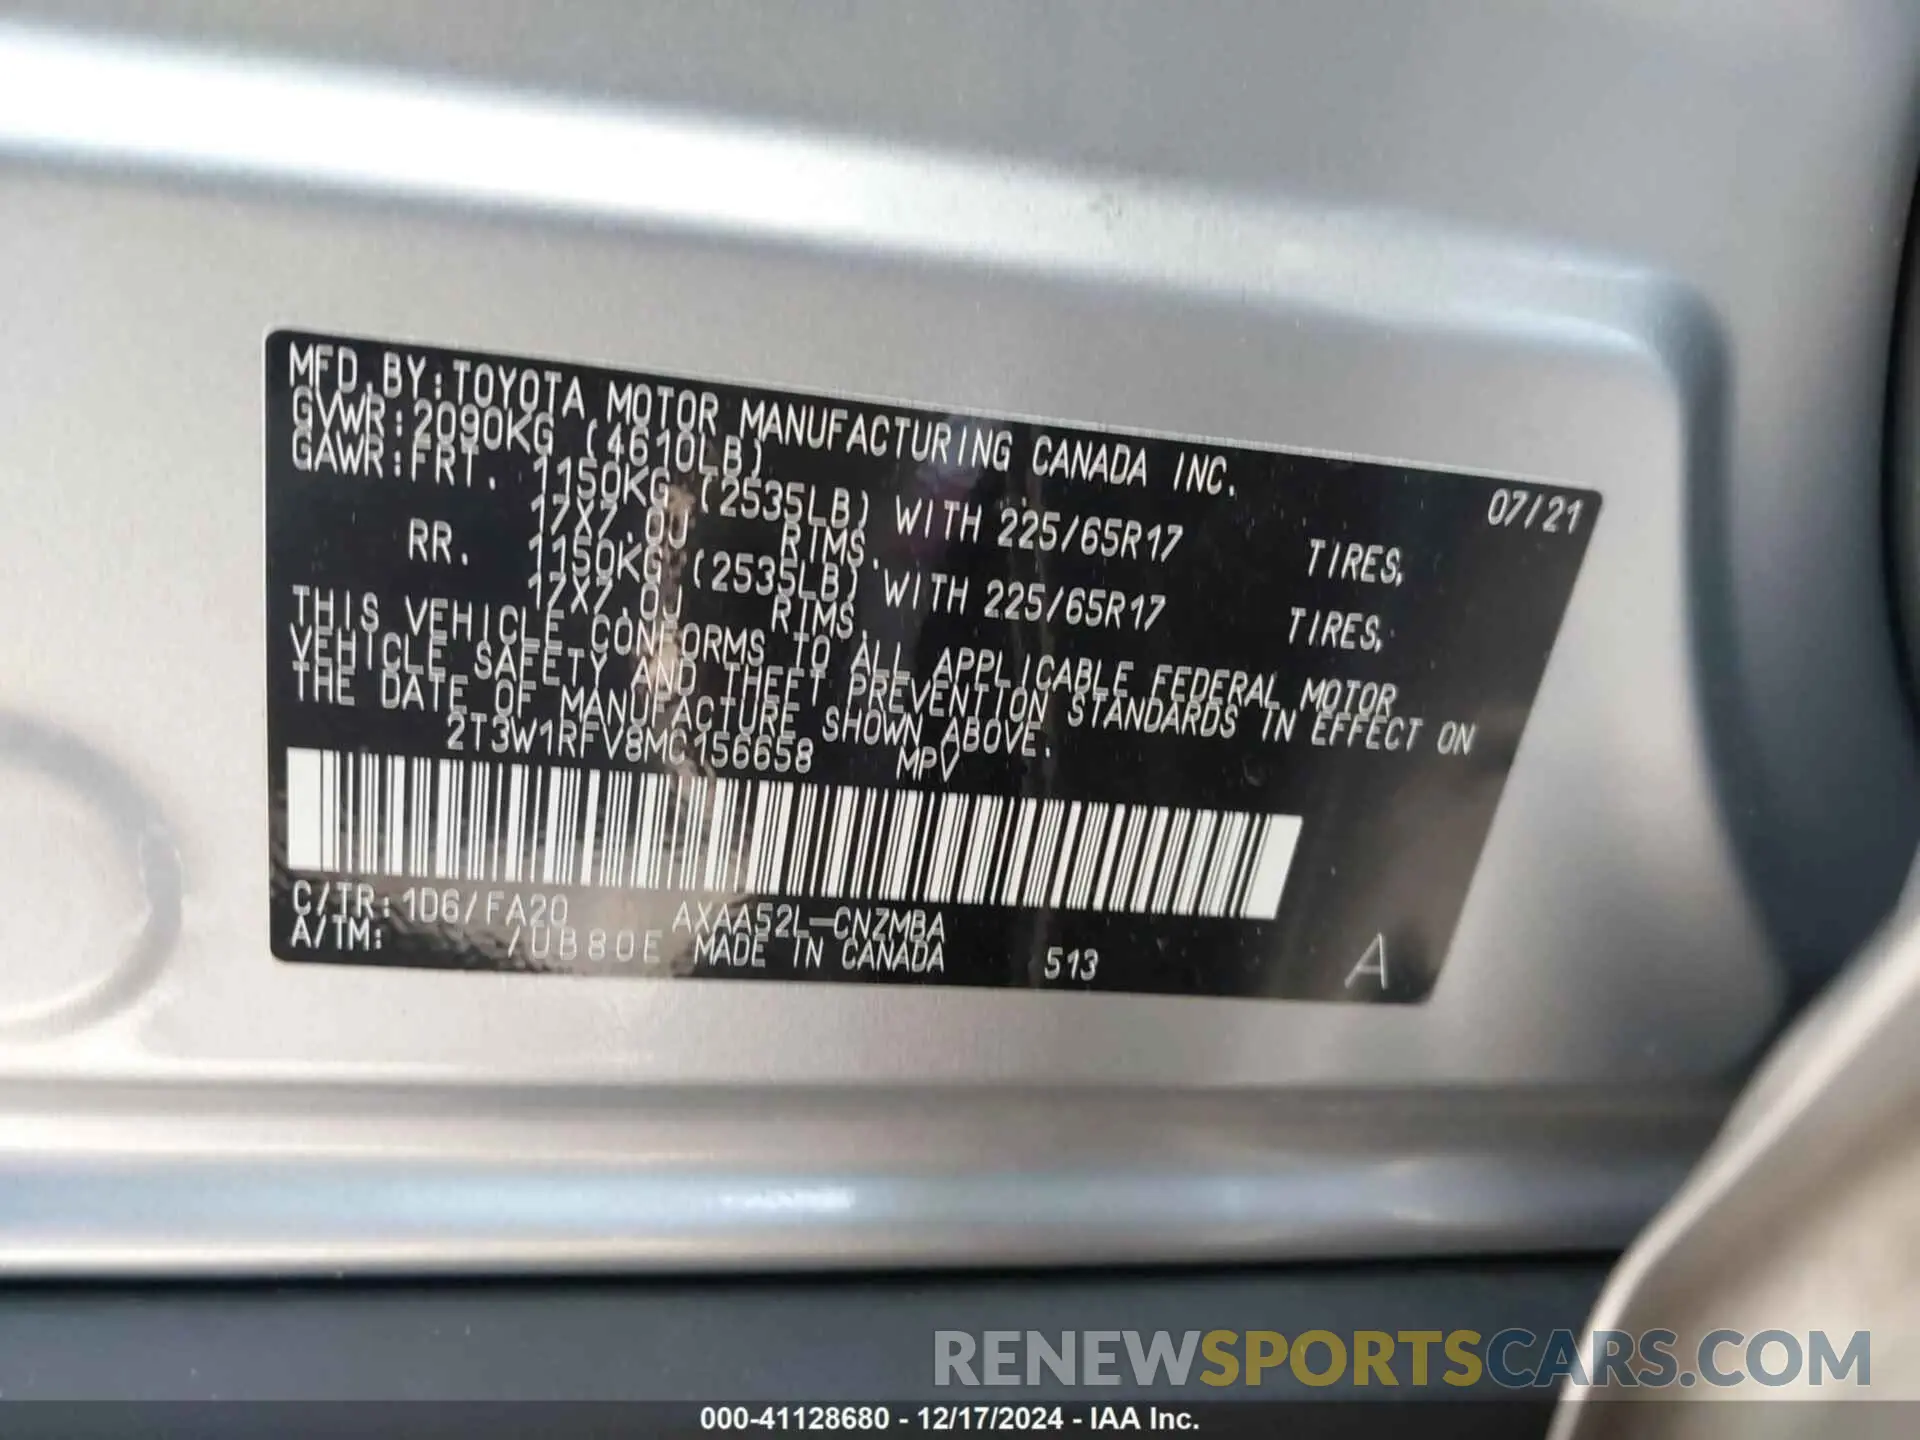 MFD.BY:TOYOTA MOTOR MANUFACTURING CANADA INC. 07/21
GVWR:2090KG (4610LB)
GAWR:FRT. 1150KG (2535LB) WITH 225/65R17 TIRES,
17X7.0J RIMS.
RR. 1150KG (2535LB) WITH 225/65R17 TIRES,
17X7.0J RIMS.
THIS VEHICLE CONFORMS TO ALL APPLICABLE FEDERAL MOTOR
VEHICLE SAFETY AND THEFT PREVENTION STANDARDS IN EFFECT ON
THE DATE OF MANUFACTURE SHOWN ABOVE.
2T3W1RFV8MC156658 MPV
C/TR:1D6/FA20 AXAA52L-CNZMBA
A/TM: /UB80E MADE IN CANADA 513 A
RENEWSPORTSCARS.COM
000-41128680 - 12/17/2024 - IAA Inc.